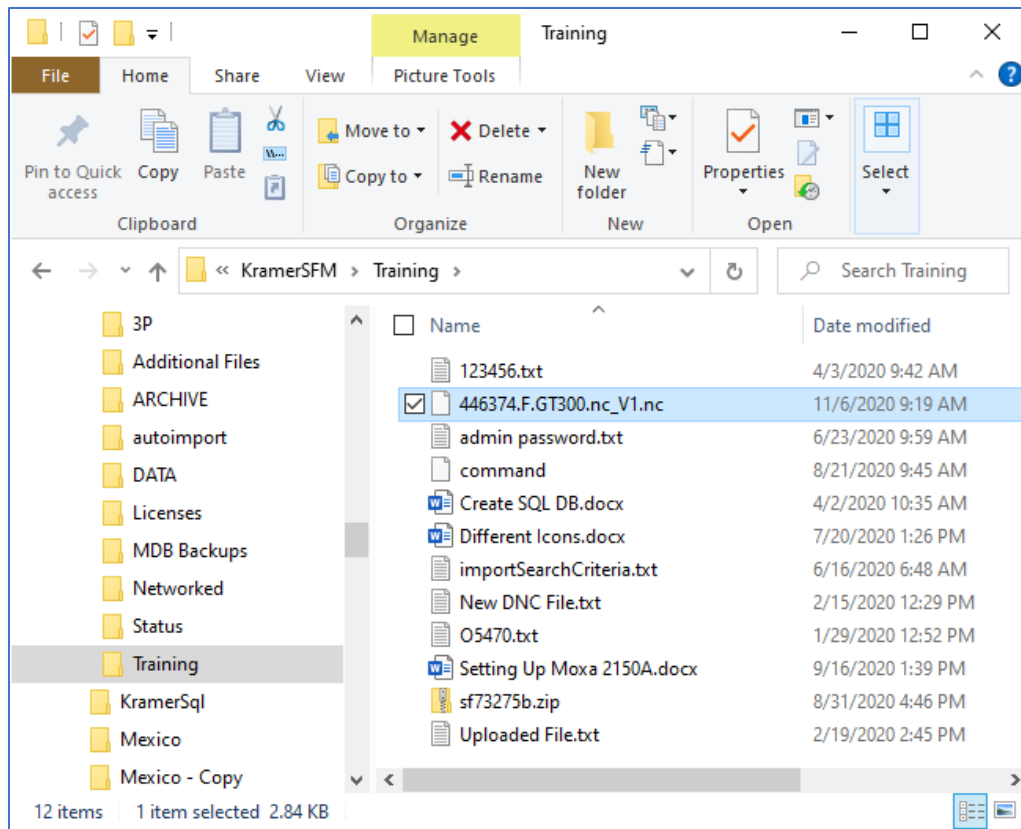 Manage Training
File Home Share View Picture Tools
Pin to Quick access Copy Paste
Move to Delete
Copy to Rename
New folder
Properties
Select
Clipboard Organize New Open
« KramerSFM > Training > Search Training
3P
Additional Files
ARCHIVE
autoimport
DATA
Licenses
MDB Backups
Networked
Status
Training
KramerSql
Mexico
Mexico - Copy
Name Date modified
123456.txt 4/3/2020 9:42 AM
446374.F.GT300.nc_V1.nc 11/6/2020 9:19 AM
admin password.txt 6/23/2020 9:59 AM
command 8/21/2020 9:45 AM
Create SQL DB.docx 4/2/2020 10:35 AM
Different Icons.docx 7/20/2020 1:26 PM
importSearchCriteria.txt 6/16/2020 6:48 AM
New DNC File.txt 2/15/2020 12:29 PM
O5470.txt 1/29/2020 12:52 PM
Setting Up Moxa 2150A.docx 9/16/2020 1:39 PM
sf73275b.zip 8/31/2020 4:46 PM
Uploaded File.txt 2/19/2020 2:45 PM
12 items 1 item selected 2.84 KB